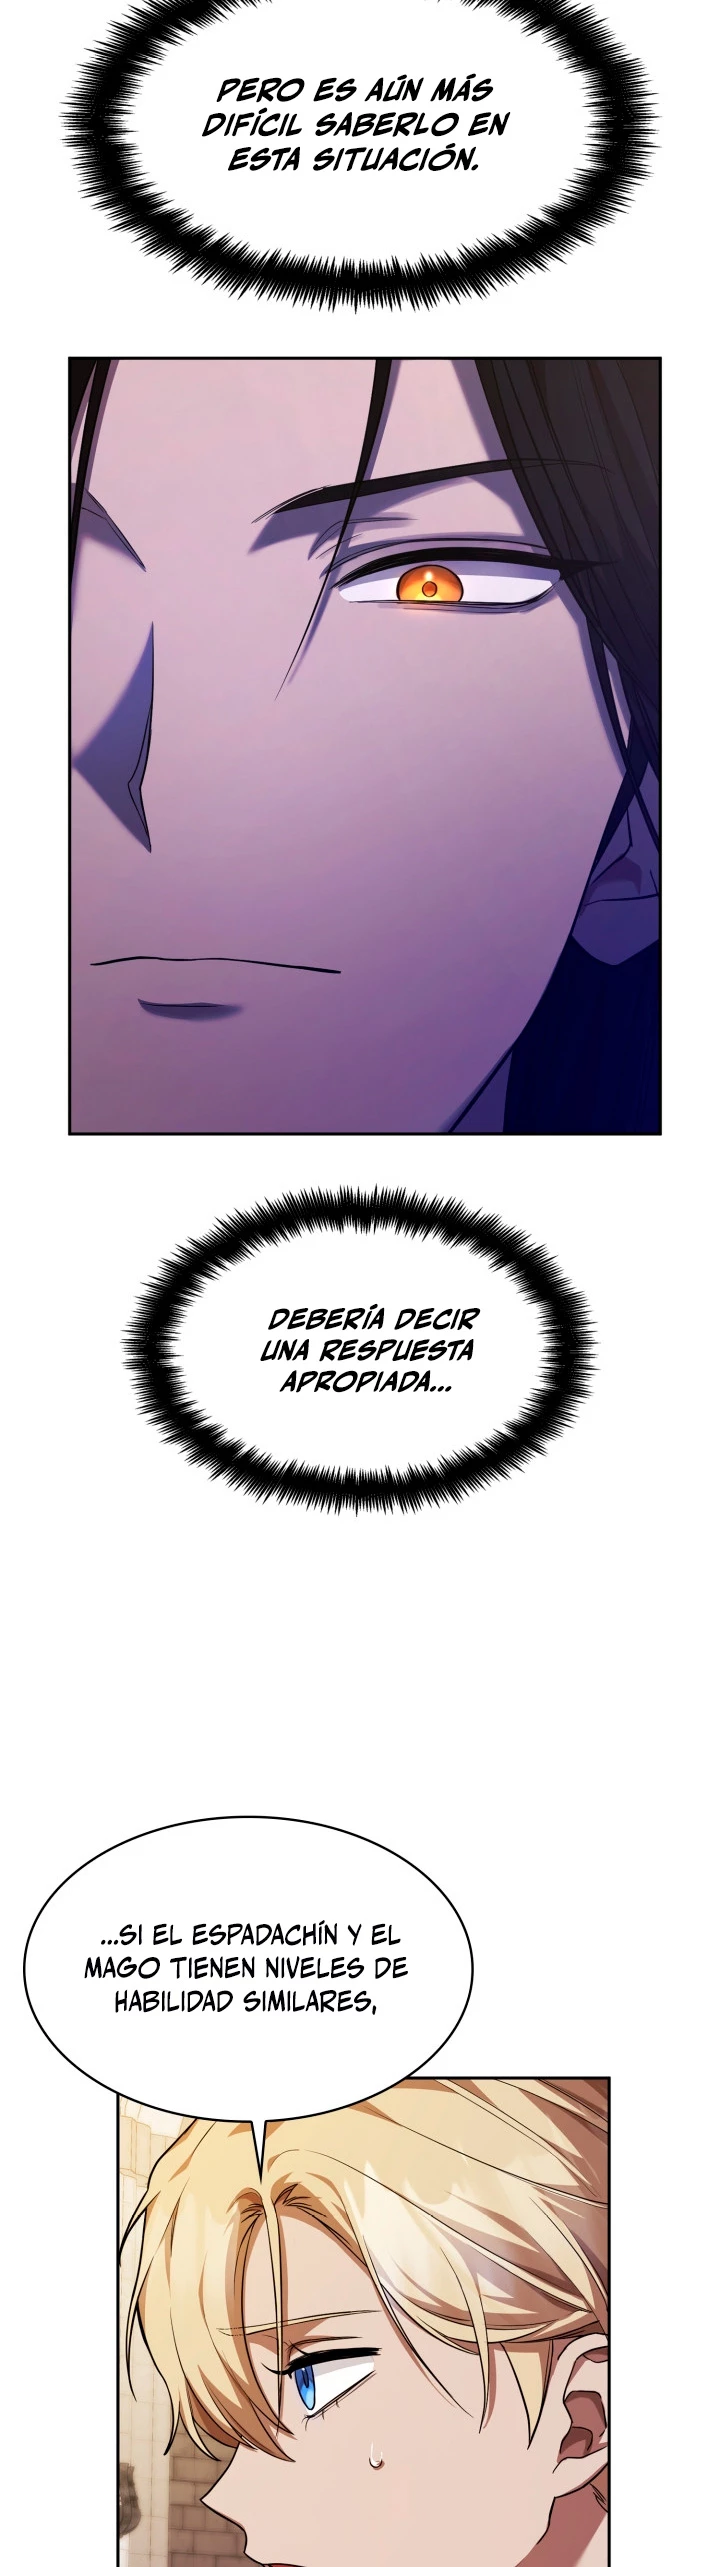 PERO ES AÚN MÁS
DIFÍCIL SABERLO EN
ESTA SITUACIÓN.
DEBERÍA DECIR
UNA RESPUESTA
APROPIADA...
...SI EL ESPADACHÍN Y EL
MAGO TIENEN NIVELES DE
HABILIDAD SIMILARES,